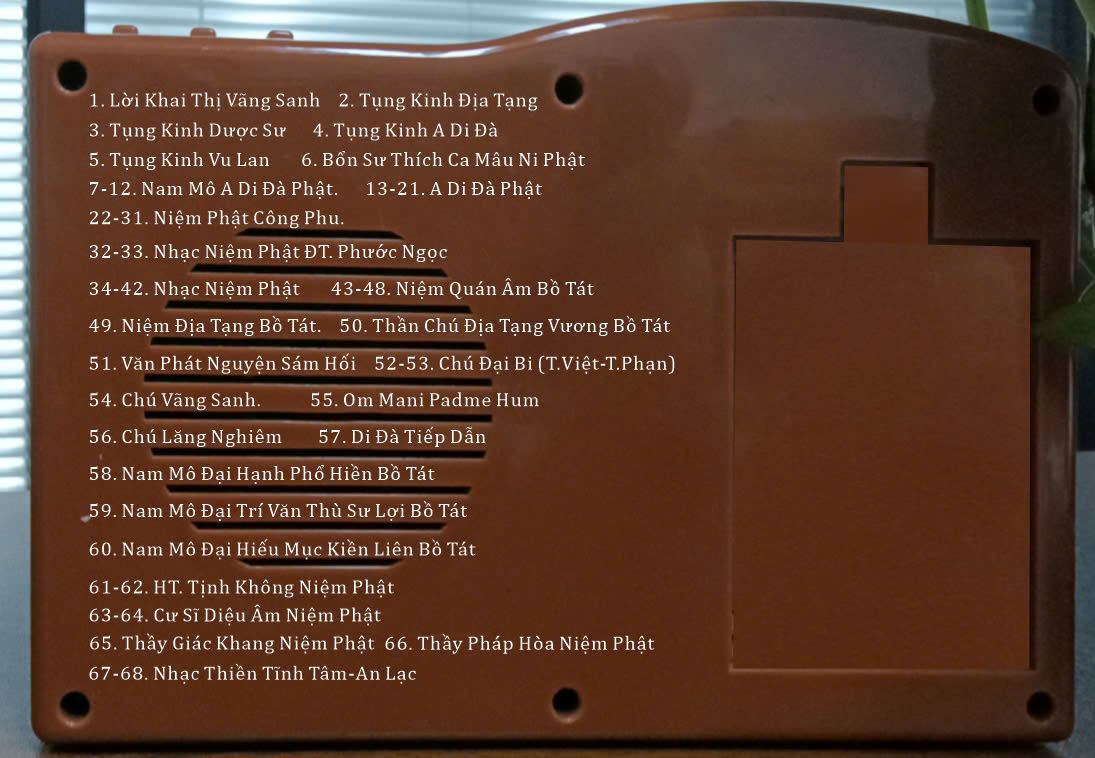 1. Lời Khai Thị Vãng Sanh 2. Tụng Kinh Địa Tạng
3. Tụng Kinh Dược Sư 4. Tụng Kinh A Di Đà
5. Tụng Kinh Vu Lan 6. Bổn Sư Thích Ca Mâu Ni Phật
7-12. Nam Mô A Di Đà Phật. 13-21. A Di Đà Phật
22-31. Niệm Phật Công Phu.
32-33. Nhạc Niệm Phật ĐT. Phước Ngọc
34-42. Nhạc Niệm Phật 43-48. Niệm Quán Âm Bồ Tát
49. Niệm Địa Tạng Bồ Tát. 50. Thần Chú Địa Tạng Vương Bồ Tát
51. Văn Phát Nguyện Sám Hối 52-53. Chú Đại Bi (T.Việt-T.Phạn)
54. Chú Vãng Sanh. 55. Om Mani Padme Hum
56. Chú Lăng Nghiêm 57. Di Đà Tiếp Dẫn
58. Nam Mô Đại Hạnh Phổ Hiền Bồ Tát
59. Nam Mô Đại Trí Văn Thù Sư Lợi Bồ Tát
60. Nam Mô Đại Hiếu Mục Kiền Liên Bồ Tát
61-62. HT. Tịnh Không Niệm Phật
63-64. Cư Sĩ Diệu Âm Niệm Phật
65. Thầy Giác Khang Niệm Phật 66. Thầy Pháp Hòa Niệm Phật
67-68. Nhạc Thiền Tĩnh Tâm-An Lạc